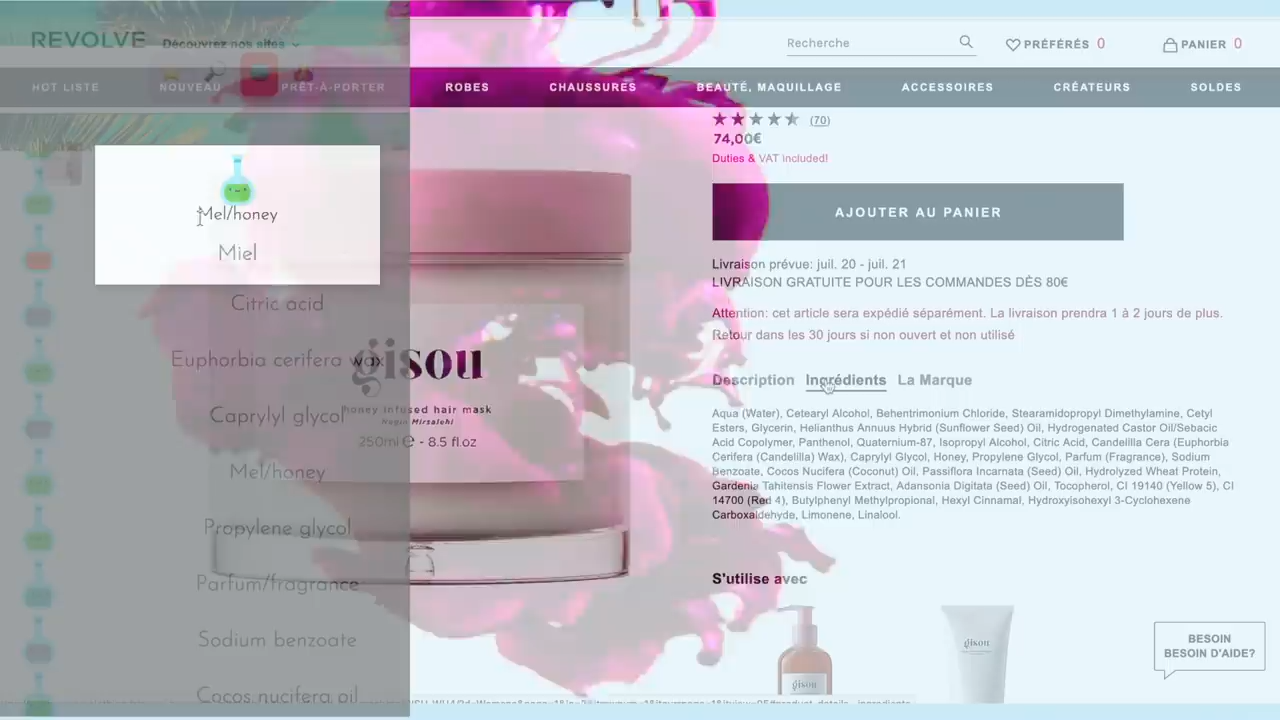 REVOLVE
Découvrez nos sites
Recherche
PRÉFÉRÉS 0
PANIER 0
HOT LISTE
NOUVEAU
PRÊT-À-PORTER
ROBES
CHAUSSURES
BEAUTÉ, MAQUILLAGE
ACCESSOIRES
CRÉATEURS
SOLDES
(70)
74,00€
Duties & VAT included!
AJOUTER AU PANIER
Mel/honey
Miel
Citric acid
Euphorbia cerifera wax
Caprylyl glycol
Mel/honey
Propylene glycol
Parfum/fragrance
Sodium benzoate
Cocos nucifera oil
gisou
honey infused hair mask
Negin Mirsalehi
250ml e - 8.5 fl.oz
Livraison prévue: juil. 20 - juil. 21
LIVRAISON GRATUITE POUR LES COMMANDES DÈS 80€
Attention: cet article sera expédié séparément. La livraison prendra 1 à 2 jours de plus.
Retour dans les 30 jours si non ouvert et non utilisé
Description Ingrédients La Marque
Aqua (Water), Cetearyl Alcohol, Behentrimonium Chloride, Stearamidopropyl Dimethylamine, Cetyl
Esters, Glycerin, Helianthus Annuus Hybrid (Sunflower Seed) Oil, Hydrogenated Castor Oil/Sebacic
Acid Copolymer, Panthenol, Quaternium-87, Isopropyl Alcohol, Citric Acid, Candelilla Cera (Euphorbia
Cerifera (Candelilla) Wax), Caprylyl Glycol, Honey, Propylene Glycol, Parfum (Fragrance), Sodium
Benzoate, Cocos Nucifera (Coconut) Oil, Passiflora Incarnata (Seed) Oil, Hydrolyzed Wheat Protein,
Gardenia Tahitensis Flower Extract, Adansonia Digitata (Seed) Oil, Tocopherol, CI 19140 (Yellow 5), CI
14700 (Red 4), Butylphenyl Methylpropional, Hexyl Cinnamal, Hydroxyisohexyl 3-Cyclohexene
Carboxaldehyde, Limonene, Linalool.
S'utilise avec
gisou
gisou
BESOIN
BESOIN D'AIDE?